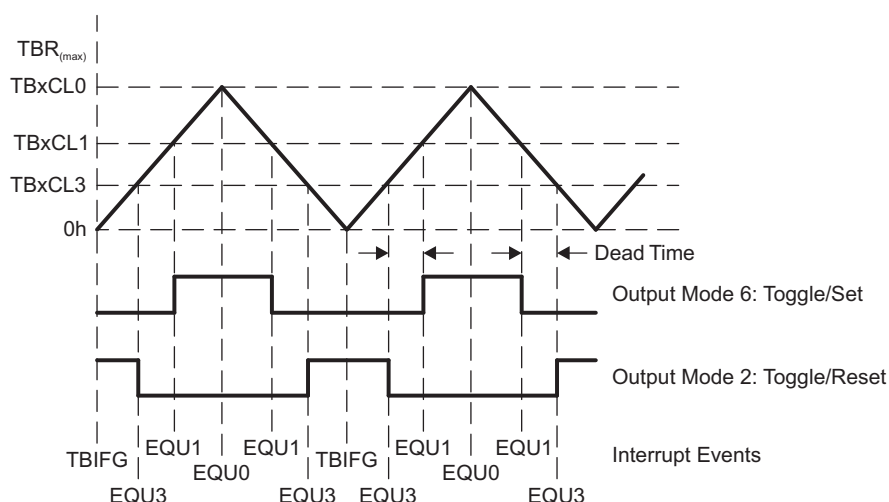 TBR(max)
TBxCL0
TBxCL1
TBxCL3
0h
Dead Time
Output Mode 6: Toggle/Set
Output Mode 2: Toggle/Reset
EQU1 EQU1 EQU1 EQU1 Interrupt Events
TBIFG EQU0 TBIFG EQU0
EQU3 EQU3 EQU3 EQU3